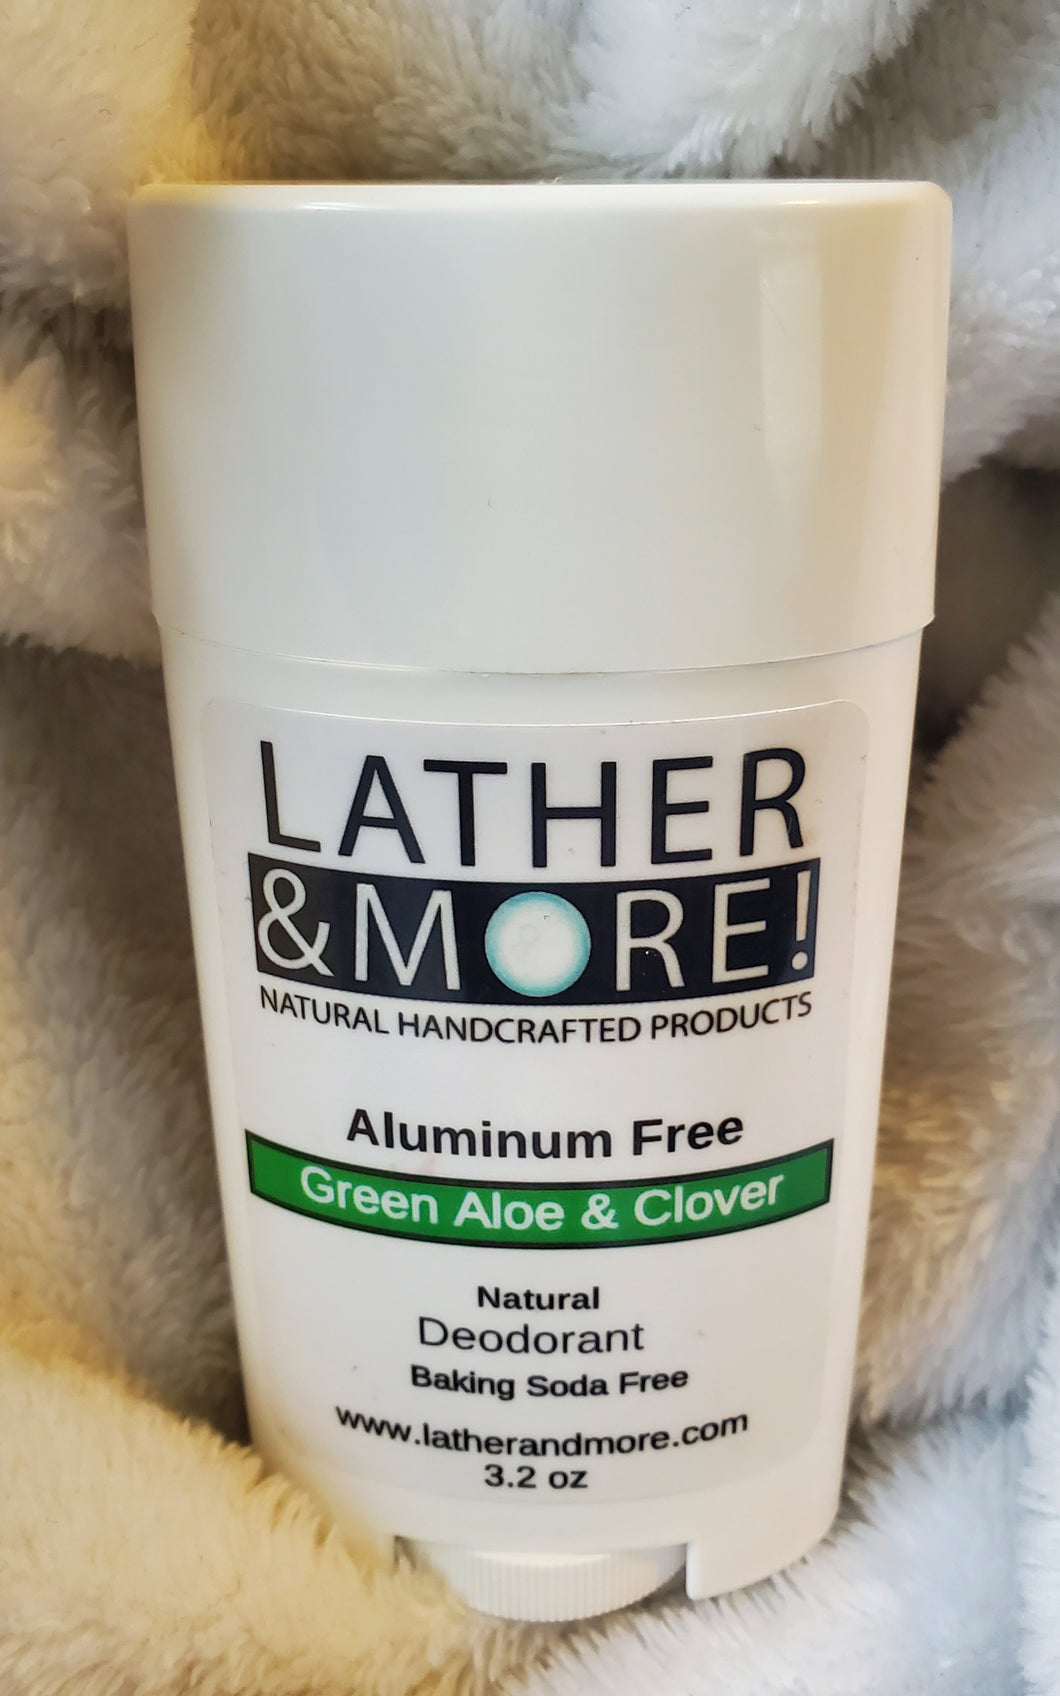 LATHER
&MORE!
NATURAL HANDCRAFTED PRODUCTS
Aluminum Free
Green Aloe & Clover
Natural
Deodorant
Baking Soda Free
www.latherandmore.com
3.2 oz